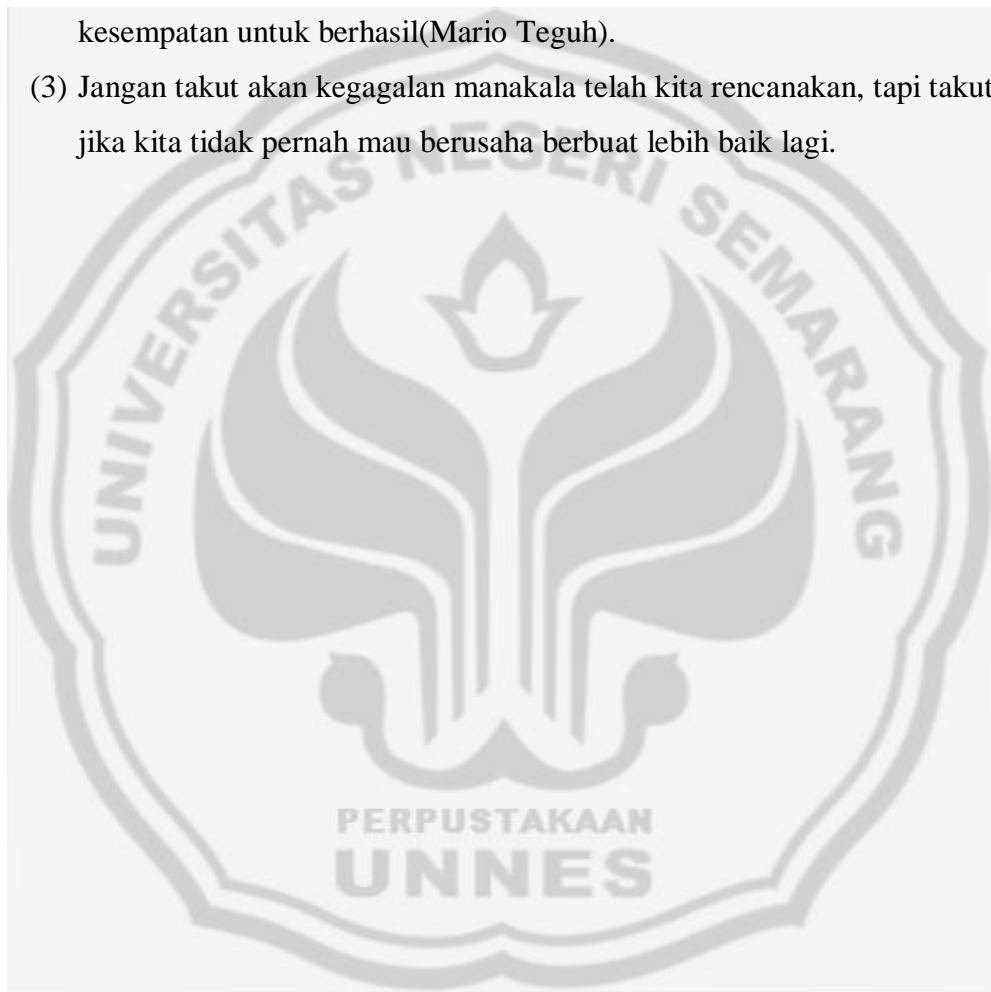 kesempatan untuk berhasil(Mario Teguh).
(3) Jangan takut akan kegagalan manakala telah kita rencanakan, tapi takut
jika kita tidak pernah mau berusaha berbuat lebih baik lagi.
UNIVERSITAS NEGERI SEMARANG
PERPUSTAKAAN
UNNES